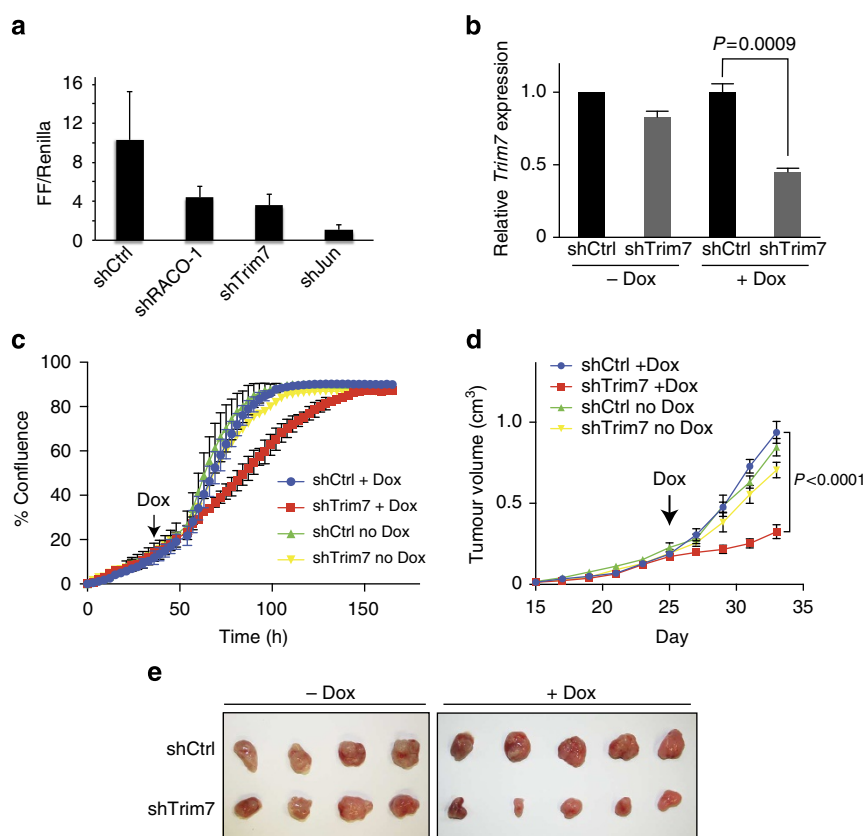 a
16
12
8
4
0
FF/Renilla
shCtrl
shRACO-1
shTrim7
shJun
b
P=0.0009
1.0
0.5
0
Relative Trim7 expression
shCtrl shTrim7 shCtrl shTrim7
– Dox + Dox
c
100
80
60
40
20
0
% Confluence
Dox
shCtrl + Dox
shTrim7 + Dox
shCtrl no Dox
shTrim7 no Dox
0 50 100 150
Time (h)
d
shCtrl +Dox
shTrim7 +Dox
shCtrl no Dox
shTrim7 no Dox
1.0
0.5
0
Tumour volume (cm³)
Dox
P<0.0001
15 20 25 30 35
Day
e
– Dox + Dox
shCtrl
shTrim7